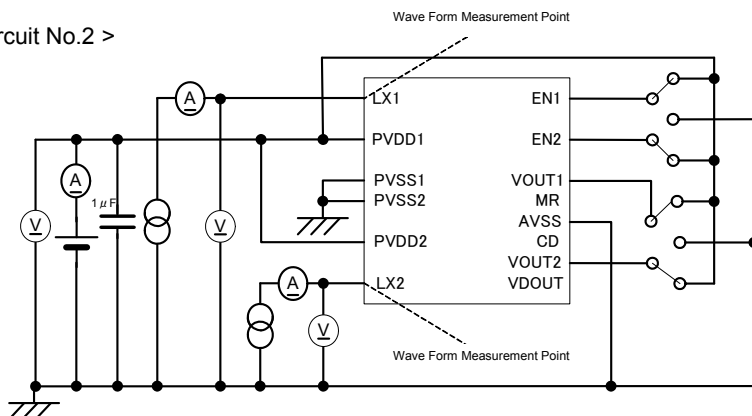 Wave Form Measurement Point
rcuit No.2 >
A
LX1
EN1
PVDD1
EN2
A
1μF
PVSS1
VOUT1
PVSS2
MR
V
V
AVSS
PVDD2
CD
VOUT2
A
LX2
VDOUT
V
Wave Form Measurement Point